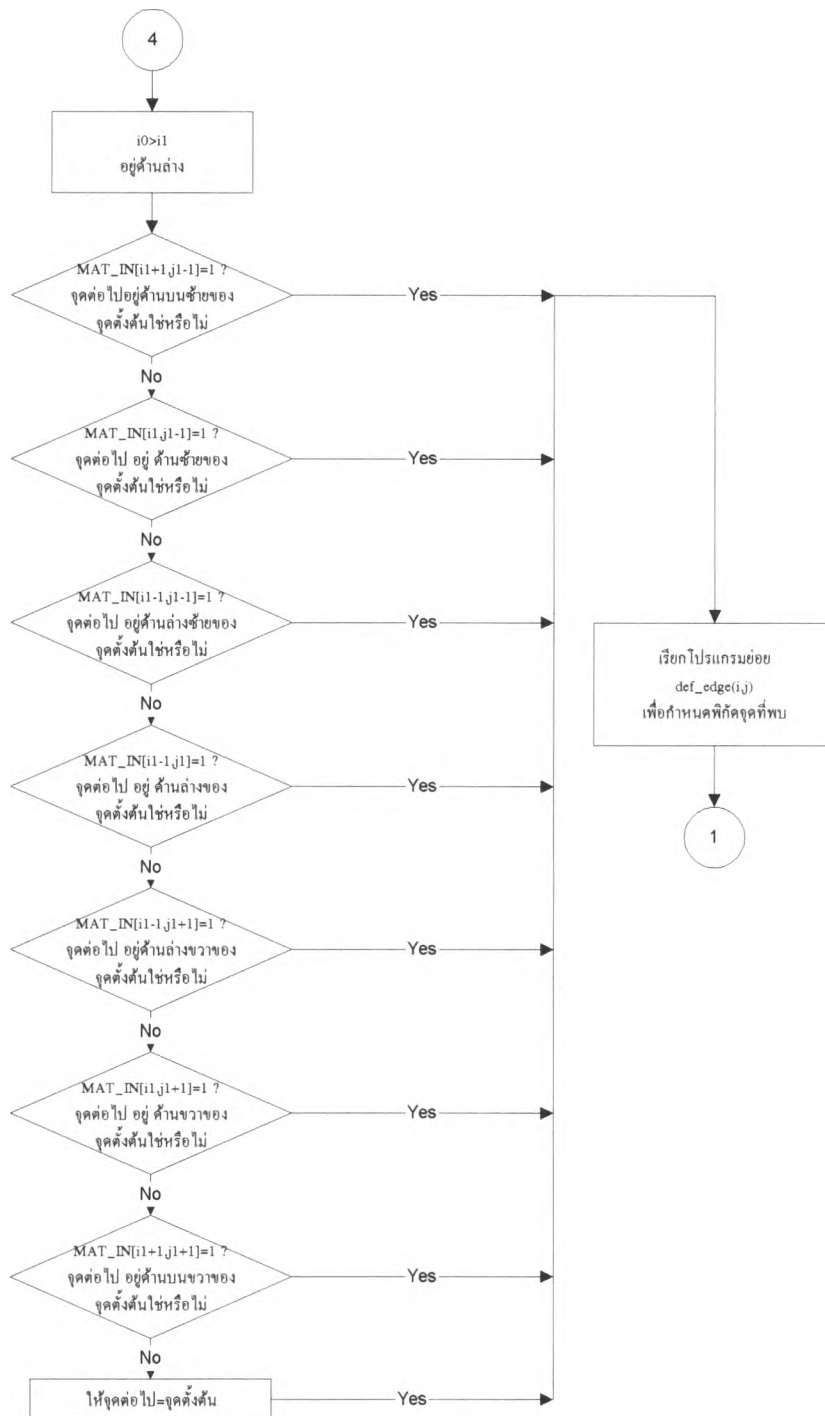 4
i0>i1
อยู่ด้านล่าง
MAT_IN[i1+1,j1-1]=1 ?
จุดต่อไปอยู่ด้านบนซ้ายของ
จุดตั้งต้นใช่หรือไม่
Yes
No
MAT_IN[i1,j1-1]=1 ?
จุดต่อไป อยู่ ด้านซ้ายของ
จุดตั้งต้นใช่หรือไม่
Yes
No
MAT_IN[i1-1,j1-1]=1 ?
จุดต่อไป อยู่ด้านล่างซ้ายของ
จุดตั้งต้นใช่หรือไม่
Yes
No
เรียกโปรแกรมย่อย
def_edge(i,j)
เพื่อกำหนดพิกัดจุดที่พบ
MAT_IN[i1-1,j1]=1 ?
จุดต่อไป อยู่ ด้านล่างของ
จุดตั้งต้นใช่หรือไม่
Yes
No
1
MAT_IN[i1-1,j1+1]=1 ?
จุดต่อไป อยู่ด้านล่างขวาของ
จุดตั้งต้นใช่หรือไม่
Yes
No
MAT_IN[i1,j1+1]=1 ?
จุดต่อไป อยู่ ด้านขวาของ
จุดตั้งต้นใช่หรือไม่
Yes
No
MAT_IN[i1+1,j1+1]=1 ?
จุดต่อไป อยู่ด้านบนขวาของ
จุดตั้งต้นใช่หรือไม่
Yes
No
ให้จุดต่อไป=จุดตั้งต้น
Yes